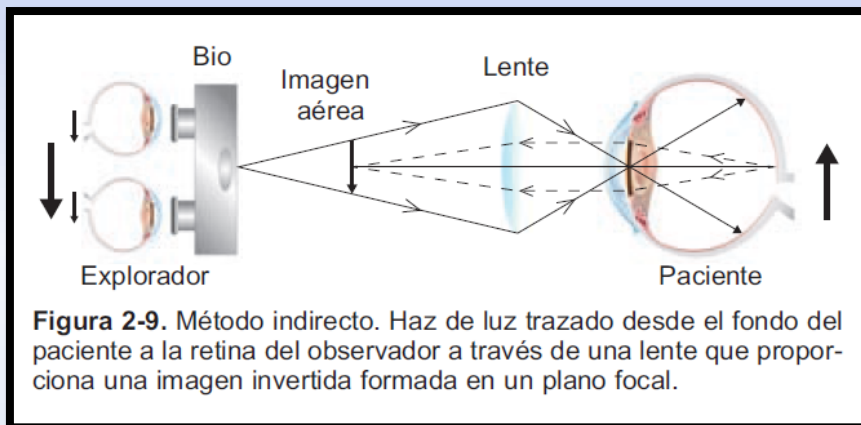 Bio
Imagen
aérea
Lente
Explorador
Paciente
Figura 2-9. Método indirecto. Haz de luz trazado desde el fondo del
paciente a la retina del observador a través de una lente que propor-
ciona una imagen invertida formada en un plano focal.